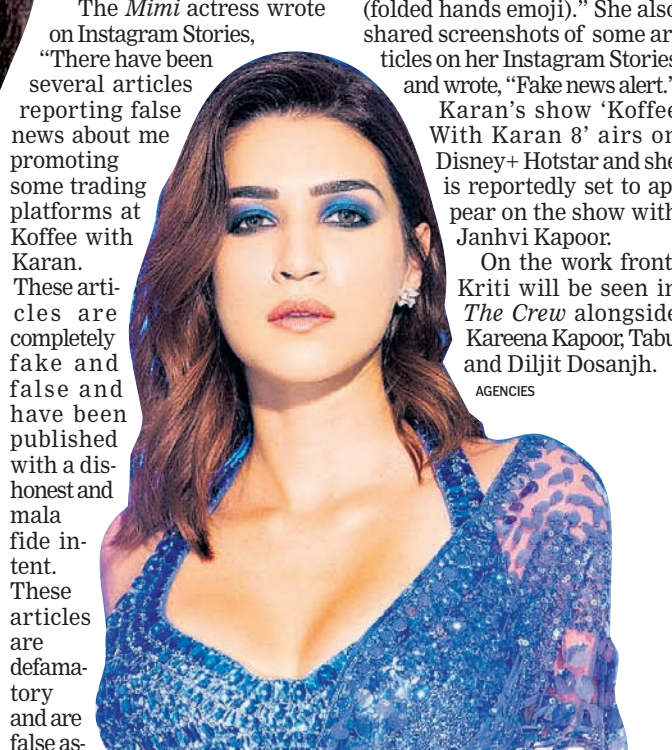 The Mimi actress wrote
on Instagram Stories,
“There have been
several articles
reporting false
news about me
promoting
some trading
platforms at
Koffee with
Karan.
These arti-
cles are
completely
fake and
false and
have been
published
with a dis-
honest and
mala
fide in-
tent.
These
articles
are
defama-
tory
and are
false as-
(folded hands emoji).” She also
shared screenshots of some ar
ticles on her Instagram Stories
and wrote, “Fake news alert.”
Karan’s show ‘Koffee
With Karan 8’ airs on
Disney+ Hotstar and she
is reportedly set to ap
pear on the show with
Janhvi Kapoor.
On the work front
Kriti will be seen in
The Crew alongside
Kareena Kapoor, Tabu
and Diljit Dosanjh.
AGENCIES